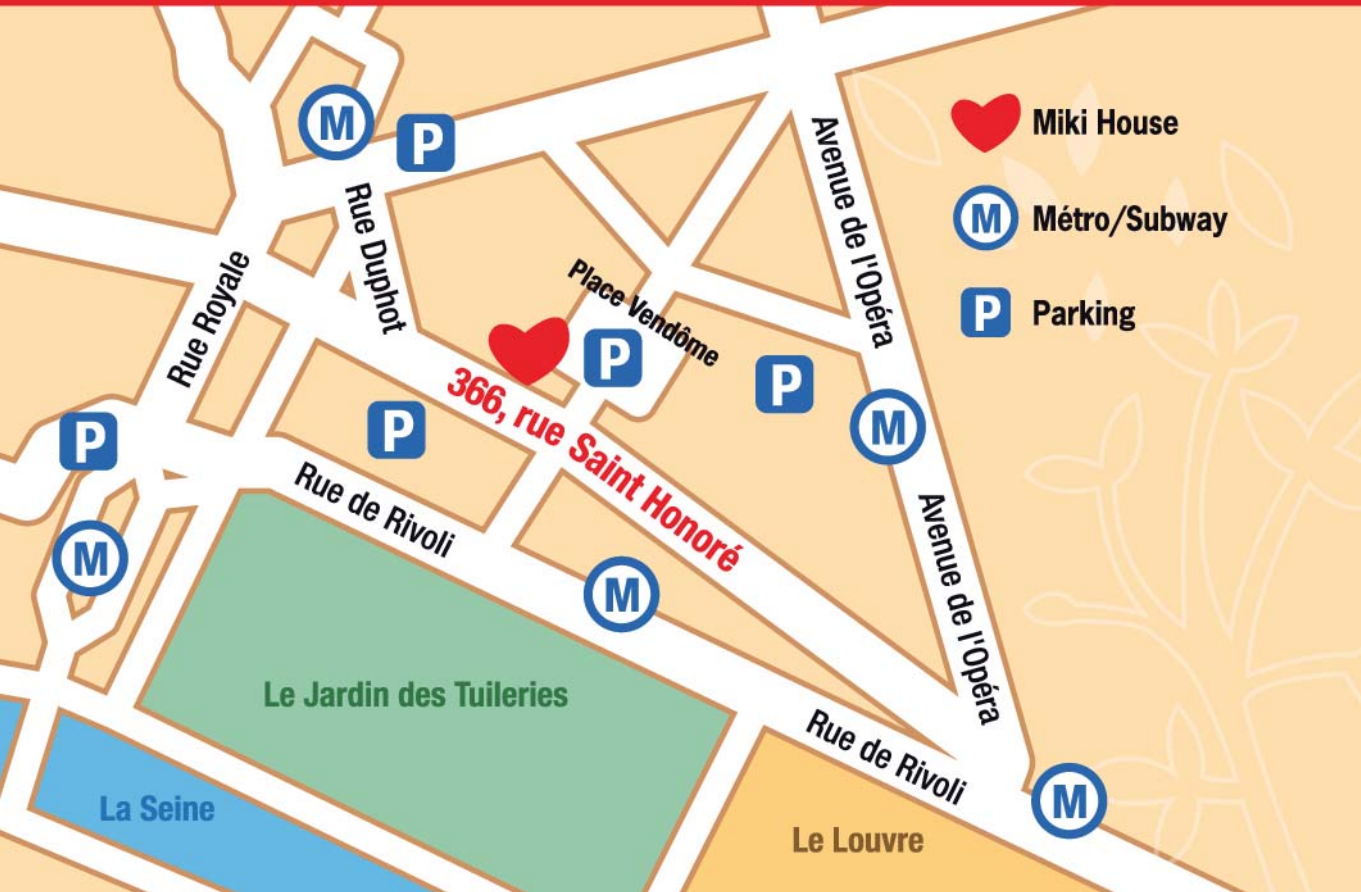 M
P
Avenue de l'Opéra
Miki House
M
Métro/Subway
P
Parking
Rue Duphot
Rue Royale
Place Vendôme
P
P
P
M
P
366, rue Saint Honoré
Rue de Rivoli
M
M
Avenue de l'Opéra
Le Jardin des Tuileries
Rue de Rivoli
M
La Seine
Le Louvre